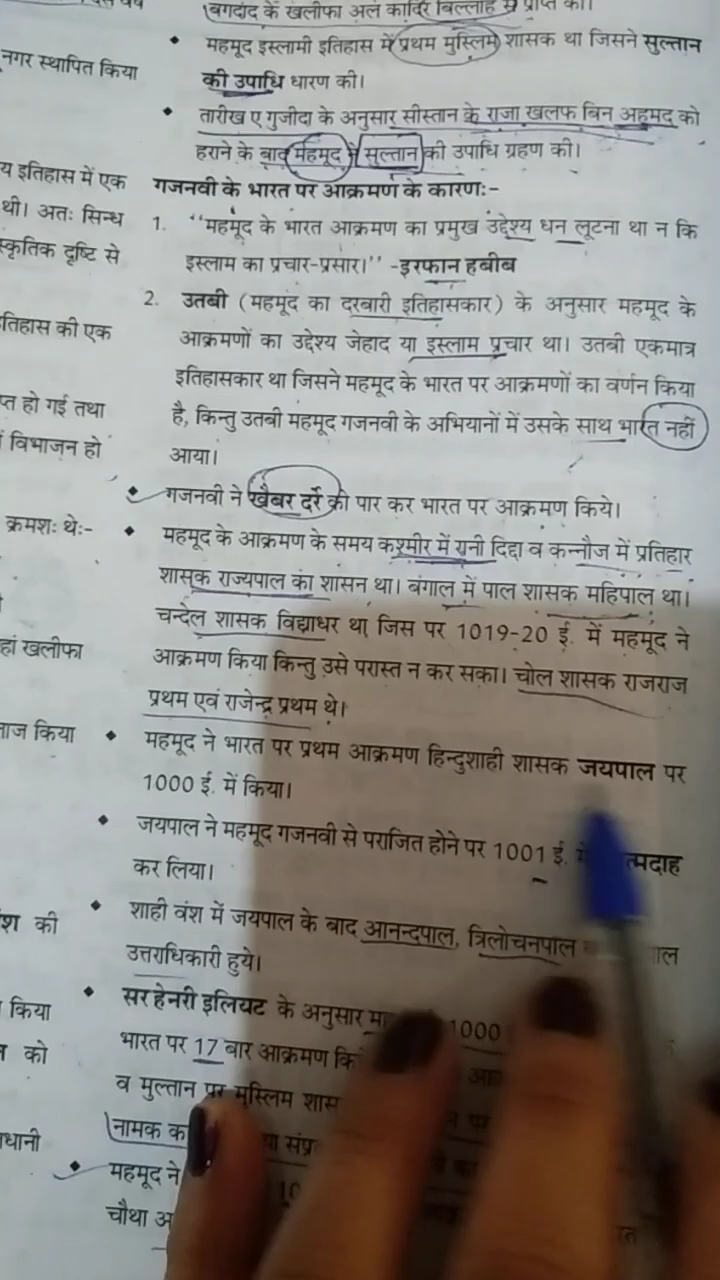 बगदाद के खलीफा अल कादिर बिल्लाह से प्राप्त की।
महमूद इस्लामी इतिहास में प्रथम मुस्लिम शासक था जिसने सुल्तान
नगर स्थापित किया
की उपाधि धारण की।
तारीख ए गुजीदा के अनुसार सीस्तान के राजा खलफ बिन अहमद को
हराने के बाद महमूद ने सुल्तान की उपाधि ग्रहण की।
य इतिहास में एक
गजनवी के भारत पर आक्रमण के कारण:-
थी। अतः सिन्ध
1. "महमूद के भारत आक्रमण का प्रमुख उद्देश्य धन लूटना था न कि
स्कृतिक दृष्टि से
इस्लाम का प्रचार-प्रसार।" -इरफान हबीब
2. उतबी (महमूद का दरबारी इतिहासकार) के अनुसार महमूद के
तिहास की एक
आक्रमणों का उद्देश्य जेहाद या इस्लाम प्रचार था। उतबी एकमात्र
इतिहासकार था जिसने महमूद के भारत पर आक्रमणों का वर्णन किया
प्त हो गई तथा
है, किन्तु उतबी महमूद गजनवी के अभियानों में उसके साथ भारत नहीं
विभाजन हो
आया।
गजनवी ने खैबर दर्रे को पार कर भारत पर आक्रमण किये।
क्रमशः थे:-
महमूद के आक्रमण के समय कश्मीर में रानी दिद्दा व कन्नौज में प्रतिहार
शासक राज्यपाल का शासन था। बंगाल में पाल शासक महिपाल था।
चन्देल शासक विद्याधर था जिस पर 1019-20 ई. में महमूद ने
हां खलीफा
आक्रमण किया किन्तु उसे परास्त न कर सका। चोल शासक राजराज
प्रथम एवं राजेन्द्र प्रथम थे।
ाज किया
महमूद ने भारत पर प्रथम आक्रमण हिन्दुशाही शासक जयपाल पर
1000 ई. में किया।
जयपाल ने महमूद गजनवी से पराजित होने पर 1001 ई. त्मदाह
कर लिया।
श की
शाही वंश में जयपाल के बाद आनन्दपाल, त्रिलोचनपाल
उत्तराधिकारी हुये।
किया
सर हेनरी इलियट के अनुसार 1000
को
भारत पर 17 बार आक्रमण
व मुल्तान पर मुस्लिम
धानी
नामक
महमूद ने
चौथा